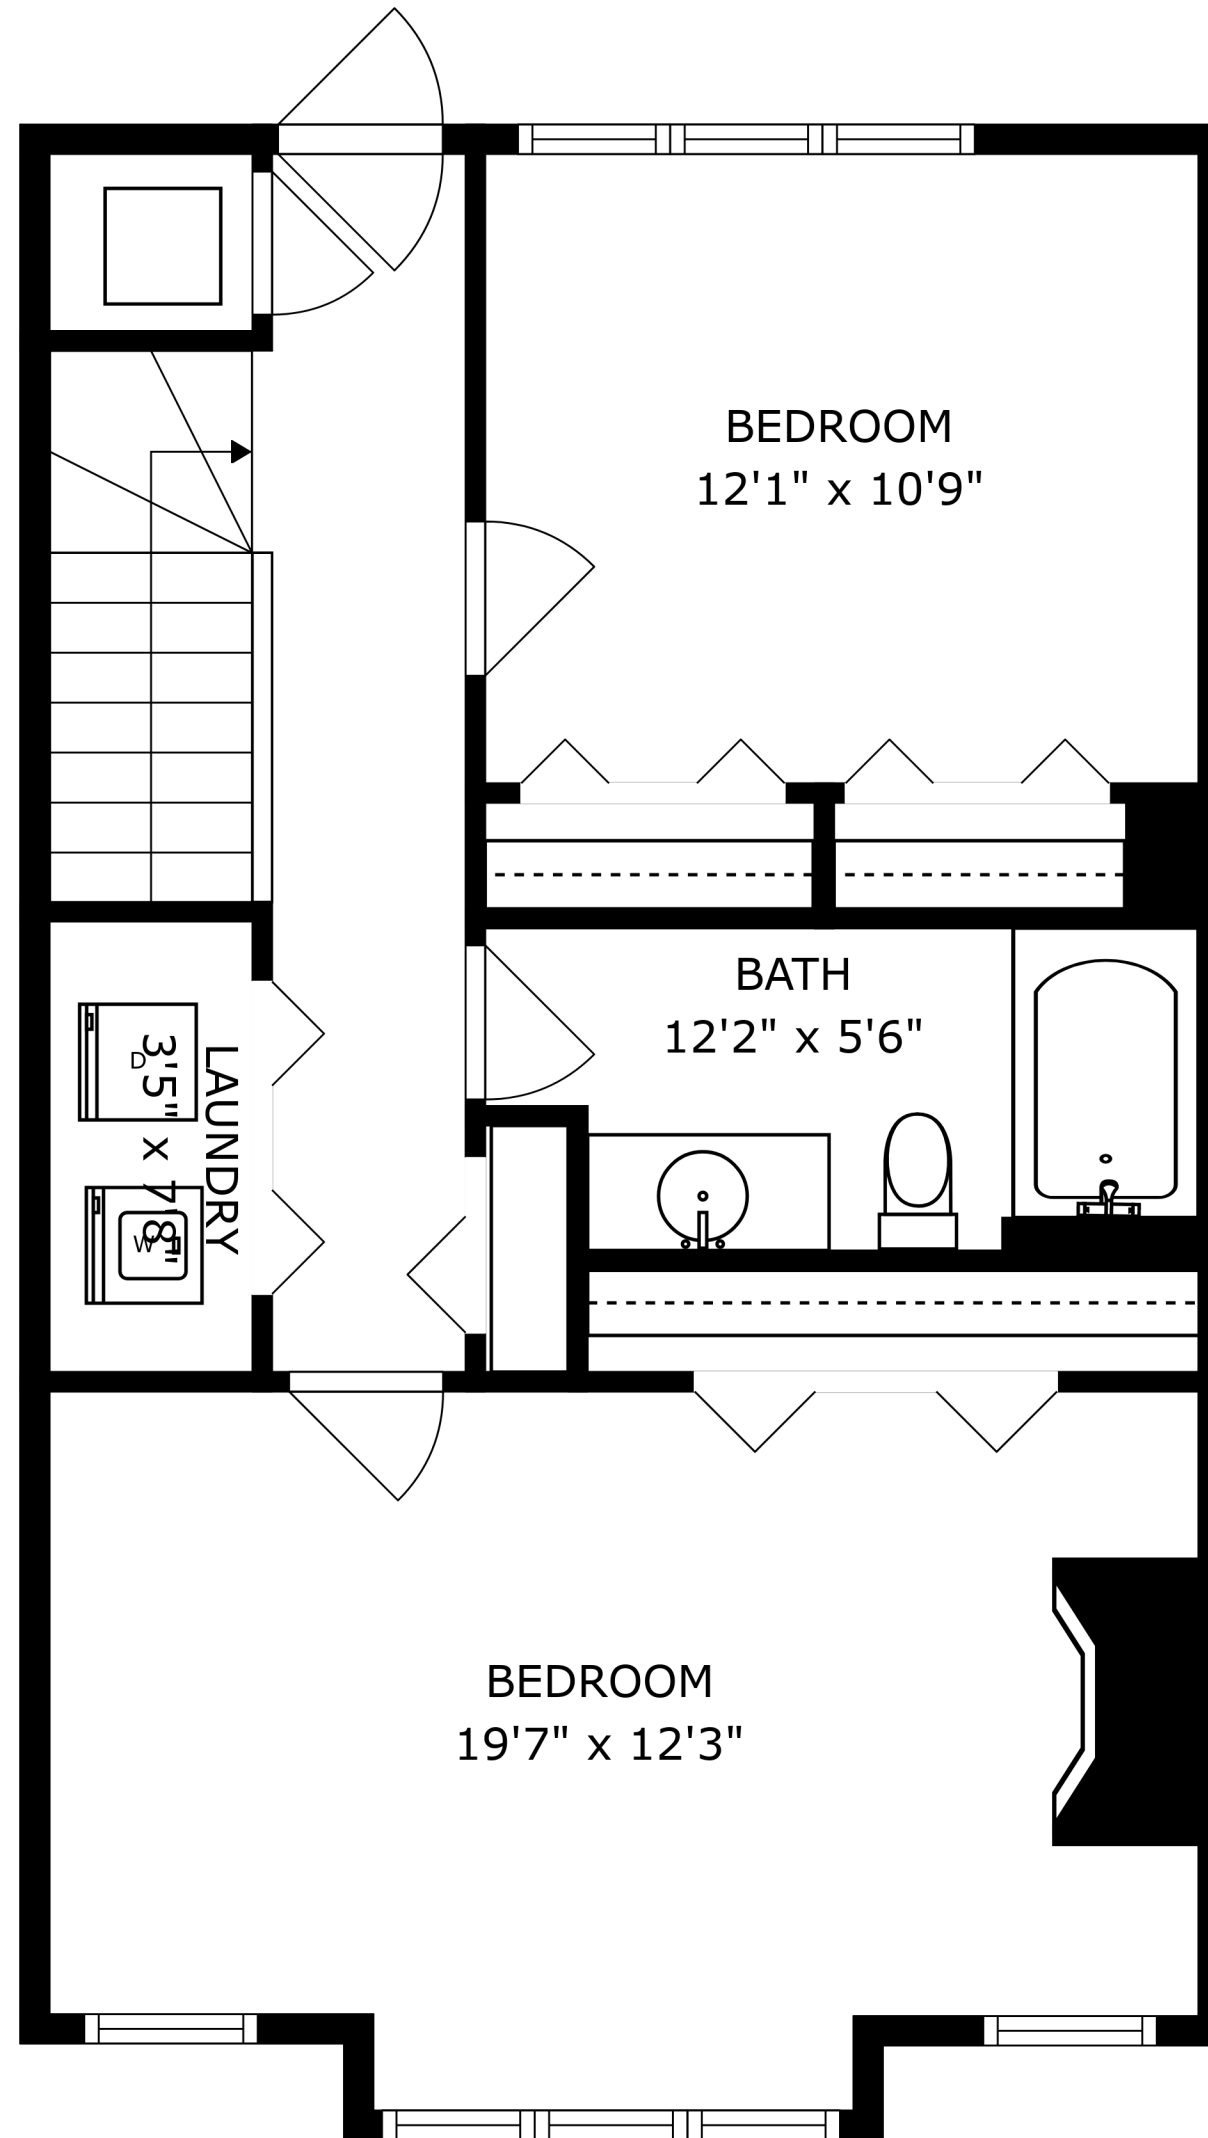 BEDROOM
12'1" x 10'9"
BATH
12'2" x 5'6"
LAUNDRY
3'5" x 7'8"
D
W
BEDROOM
19'7" x 12'3"